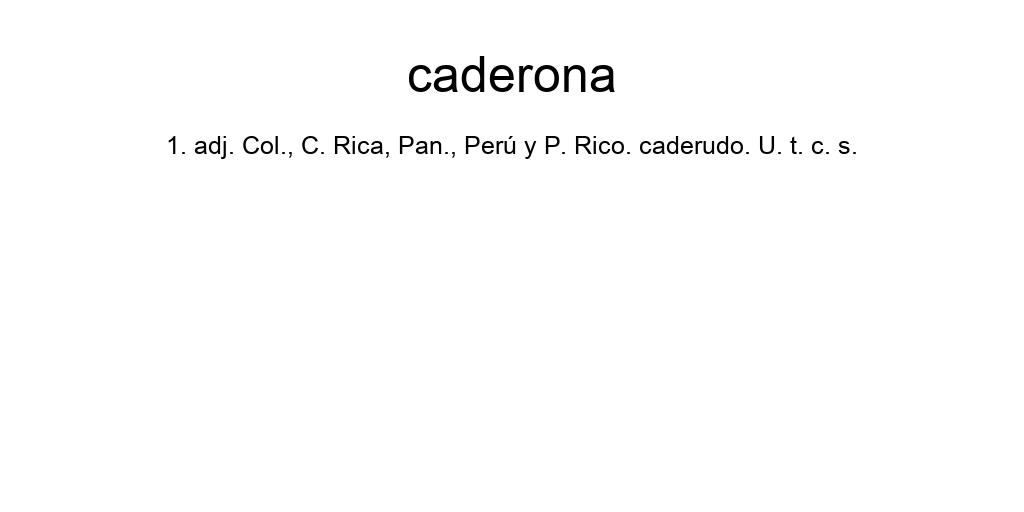 caderona
1. adj. Col., C. Rica, Pan., Perú y P. Rico. caderudo. U. t. c. s.